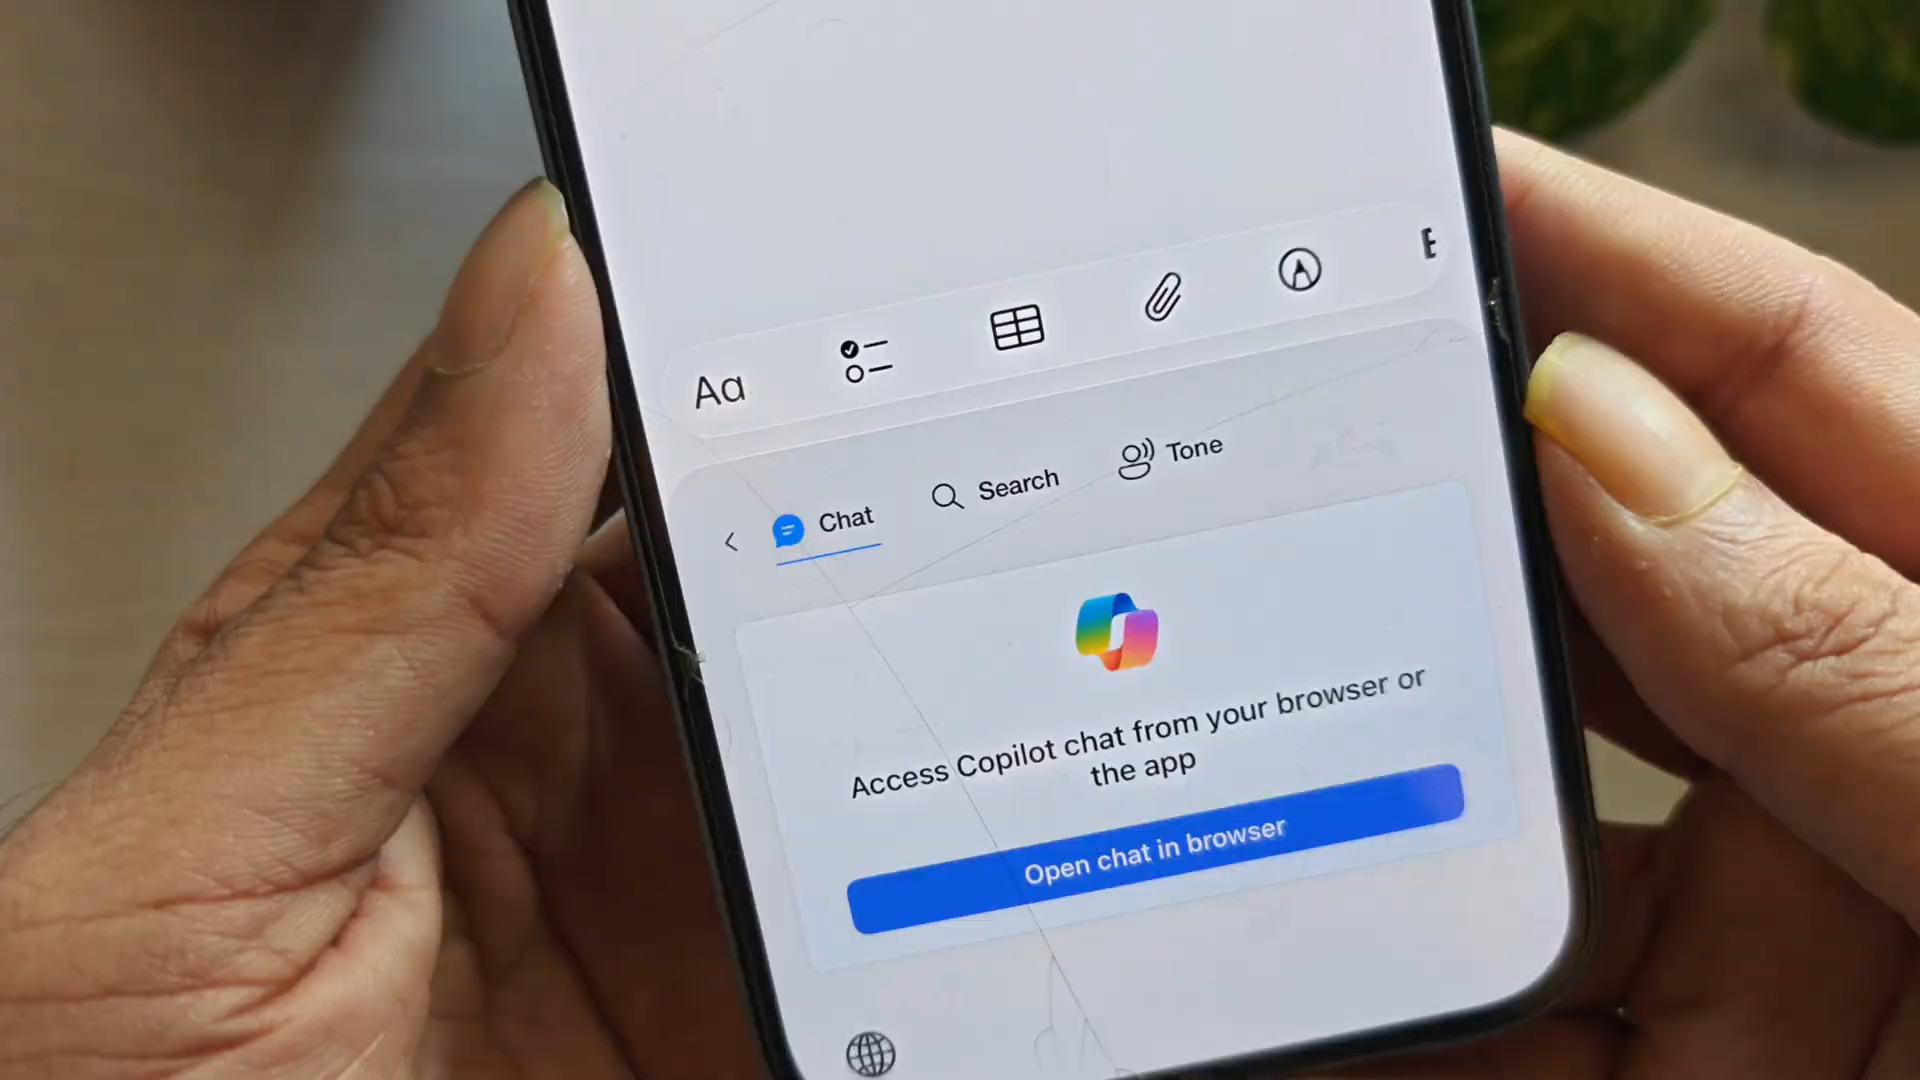 Aa
Chat
Search
Tone
Access Copilot chat from your browser or
the app
Open chat in browser